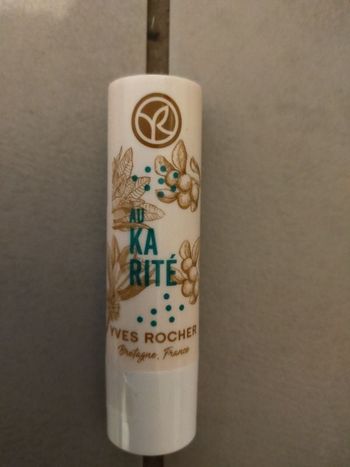 AU
KA
RITÉ
YVES ROCHER
Bretagne, France